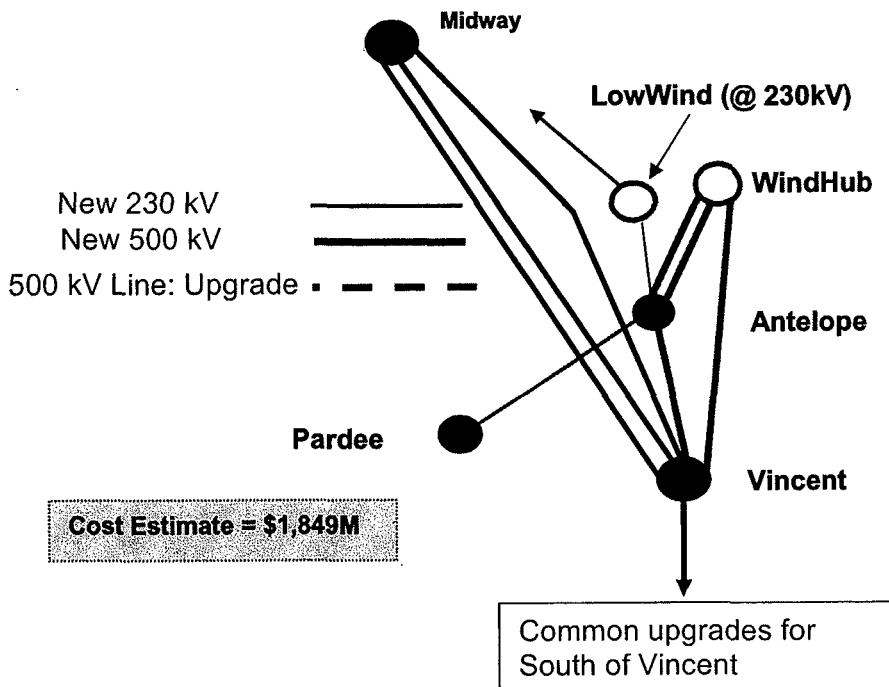 Midway
LowWind (@ 230kV)
WindHub
New 230 kV
New 500 kV
500 kV Line: Upgrade
Antelope
Pardee
Vincent
Cost Estimate = $1,849M
Common upgrades for
South of Vincent